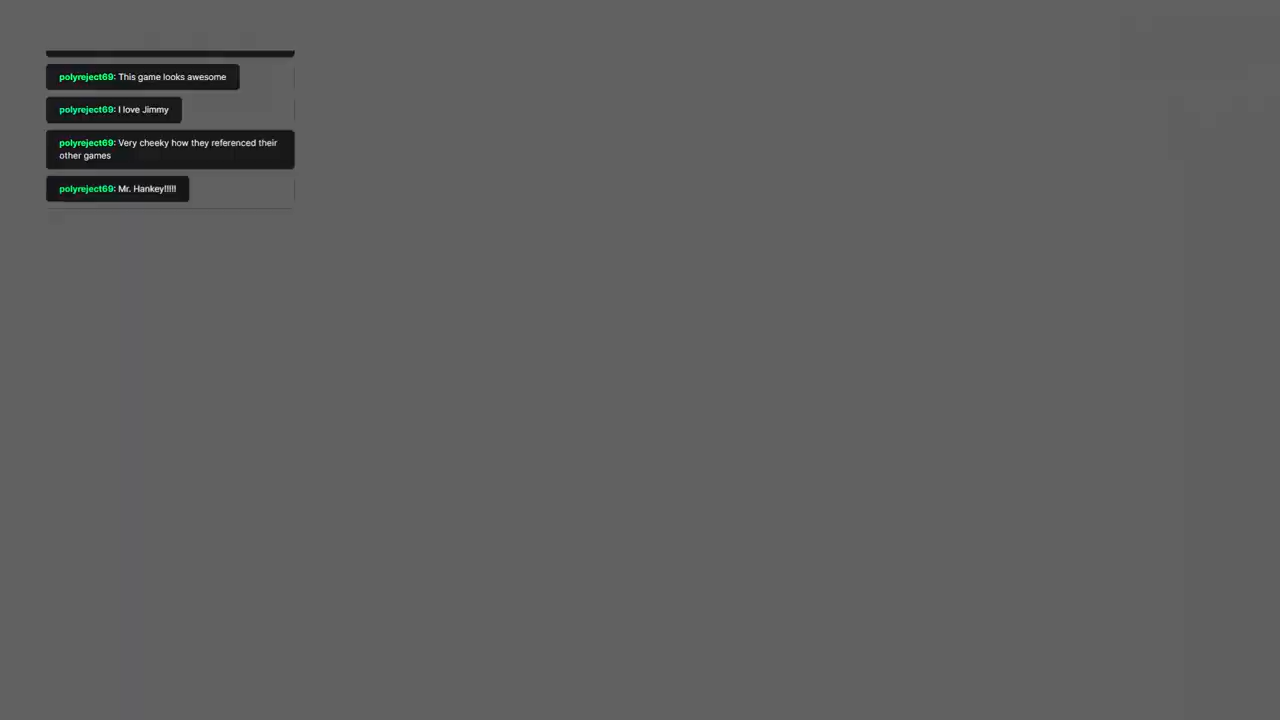 polyreject69: This game looks awesome
polyreject69: I love Jimmy
polyreject69: Very cheeky how they referenced their
other games
polyreject69: Mr. Hankey!!!!!